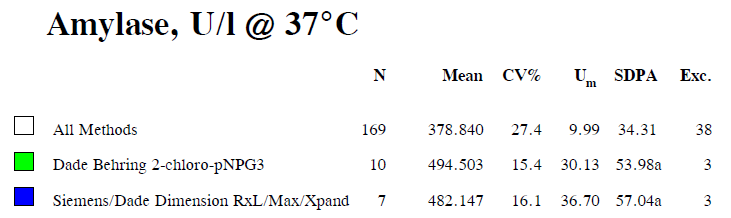 Amylase, U/l @ 37°C
N Mean CV% Um SDPA Exc.
All Methods 169 378.840 27.4 9.99 34.31 38
Dade Behring 2-chloro-pNPG3 10 494.503 15.4 30.13 53.98a 3
Siemens/Dade Dimension RxL/Max/Xpand 7 482.147 16.1 36.70 57.04a 3